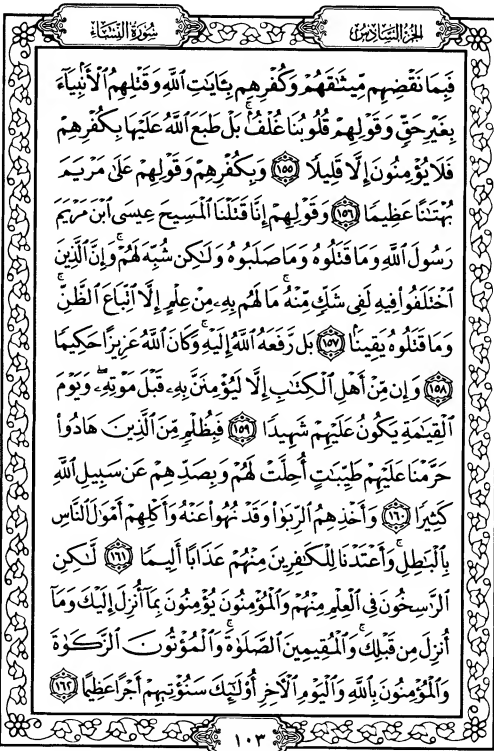 الجزء السادس
سورة النساء
فَبِمَا نَقْضِهِم مِّيثَٰقَهُمْ وَكُفْرِهِم بِـَٔايَٰتِ ٱللَّهِ وَقَتْلِهِمُ ٱلْأَنۢبِيَآءَ
بِغَيْرِ حَقٍّ وَقَوْلِهِمْ قُلُوبُنَا غُلْفٌۢ ۚ بَلْ طَبَعَ ٱللَّهُ عَلَيْهَا بِكُفْرِهِمْ
فَلَا يُؤْمِنُونَ إِلَّا قَلِيلًا ١٥٥ وَبِكُفْرِهِمْ وَقَوْلِهِمْ عَلَىٰ مَرْيَمَ
بُهْتَٰنًا عَظِيمًا ١٥٦ وَقَوْلِهِمْ إِنَّا قَتَلْنَا ٱلْمَسِيحَ عِيسَى ٱبْنَ مَرْيَمَ
رَسُولَ ٱللَّهِ وَمَا قَتَلُوهُ وَمَا صَلَبُوهُ وَلَٰكِن شُبِّهَ لَهُمْ ۚ وَإِنَّ ٱلَّذِينَ
ٱخْتَلَفُوا۟ فِيهِ لَفِى شَكٍّ مِّنْهُ ۚ مَا لَهُم بِهِۦ مِنْ عِلْمٍ إِلَّا ٱتِّبَاعَ ٱلظَّنِّ ۚ
وَمَا قَتَلُوهُ يَقِينًۢا ١٥٧ بَل رَّفَعَهُ ٱللَّهُ إِلَيْهِ ۚ وَكَانَ ٱللَّهُ عَزِيزًا حَكِيمًا
١٥٨ وَإِن مِّنْ أَهْلِ ٱلْكِتَٰبِ إِلَّا لَيُؤْمِنَنَّ بِهِۦ قَبْلَ مَوْتِهِۦ ۖ وَيَوْمَ
ٱلْقِيَٰمَةِ يَكُونُ عَلَيْهِمْ شَهِيدًا ١٥٩ فَبِظُلْمٍ مِّنَ ٱلَّذِينَ هَادُوا۟
حَرَّمْنَا عَلَيْهِمْ طَيِّبَٰتٍ أُحِلَّتْ لَهُمْ وَبِصَدِّهِمْ عَن سَبِيلِ ٱللَّهِ
كَثِيرًا ١٦٠ وَأَخْذِهِمُ ٱلرِّبَوٰا۟ وَقَدْ نُهُوا۟ عَنْهُ وَأَكْلِهِمْ أَمْوَٰلَ ٱلنَّاسِ
بِٱلْبَٰطِلِ ۚ وَأَعْتَدْنَا لِلْكَٰفِرِينَ مِنْهُمْ عَذَابًا أَلِيمًا ١٦١ لَّٰكِنِ
ٱلرَّٰسِخُونَ فِى ٱلْعِلْمِ مِنْهُمْ وَٱلْمُؤْمِنُونَ يُؤْمِنُونَ بِمَآ أُنزِلَ إِلَيْكَ وَمَآ
أُنزِلَ مِن قَبْلِكَ ۚ وَٱلْمُقِيمِينَ ٱلصَّلَوٰةَ ۚ وَٱلْمُؤْتُونَ ٱلزَّكَوٰةَ
وَٱلْمُؤْمِنُونَ بِٱللَّهِ وَٱلْيَوْمِ ٱلْـَٔاخِرِ أُو۟لَٰٓئِكَ سَنُؤْتِيهِمْ أَجْرًا عَظِيمًا ١٦٢
١٠٣